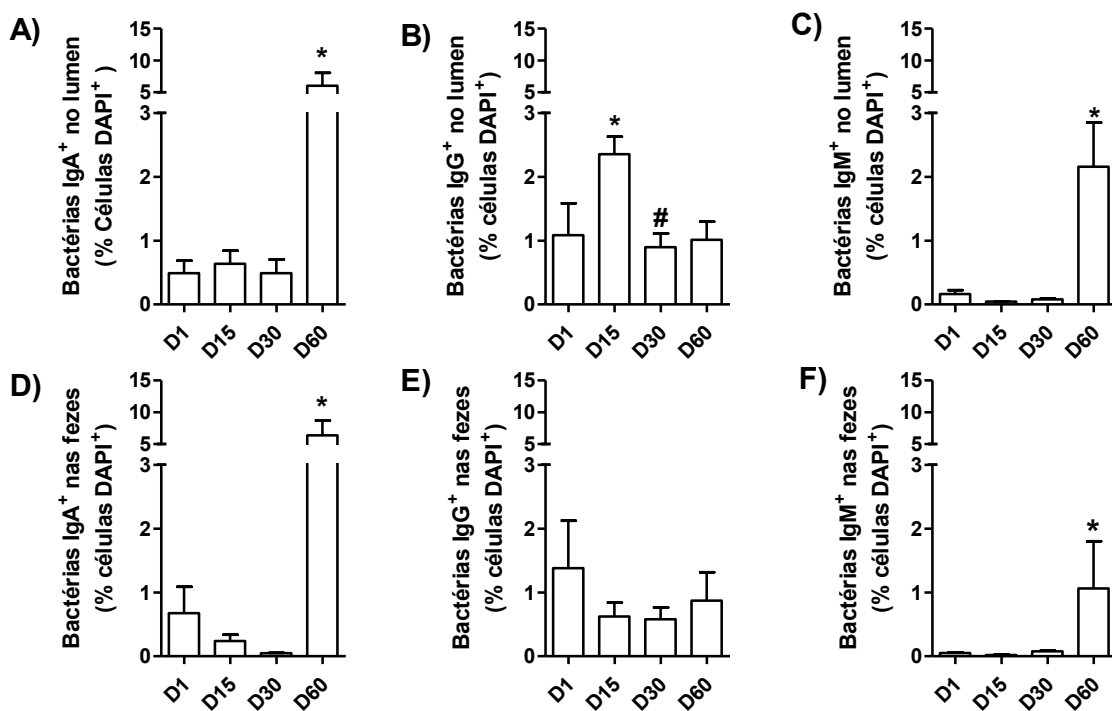 A)
Bactérias IgA⁺ no lumen
(% Células DAPI⁺ )
15
10
5
3
2
1
0
*
D1 D15 D30 D60
B)
Bactérias IgG⁺ no lumen
(% células DAPI⁺)
15
10
5
3
2
1
0
*
#
D1 D15 D30 D60
C)
Bactérias IgM⁺ no lumen
(% células DAPI⁺)
15
10
5
3
2
1
0
*
D1 D15 D30 D60
D)
Bactérias IgA⁺ nas fezes
(% células DAPI⁺)
15
10
5
3
2
1
0
*
D1 D15 D30 D60
E)
Bactérias IgG⁺ nas fezes
(% células DAPI⁺)
15
10
5
3
2
1
0
D1 D15 D30 D60
F)
Bactérias IgM⁺ nas fezes
(% células DAPI⁺)
15
10
5
3
2
1
0
*
D1 D15 D30 D60